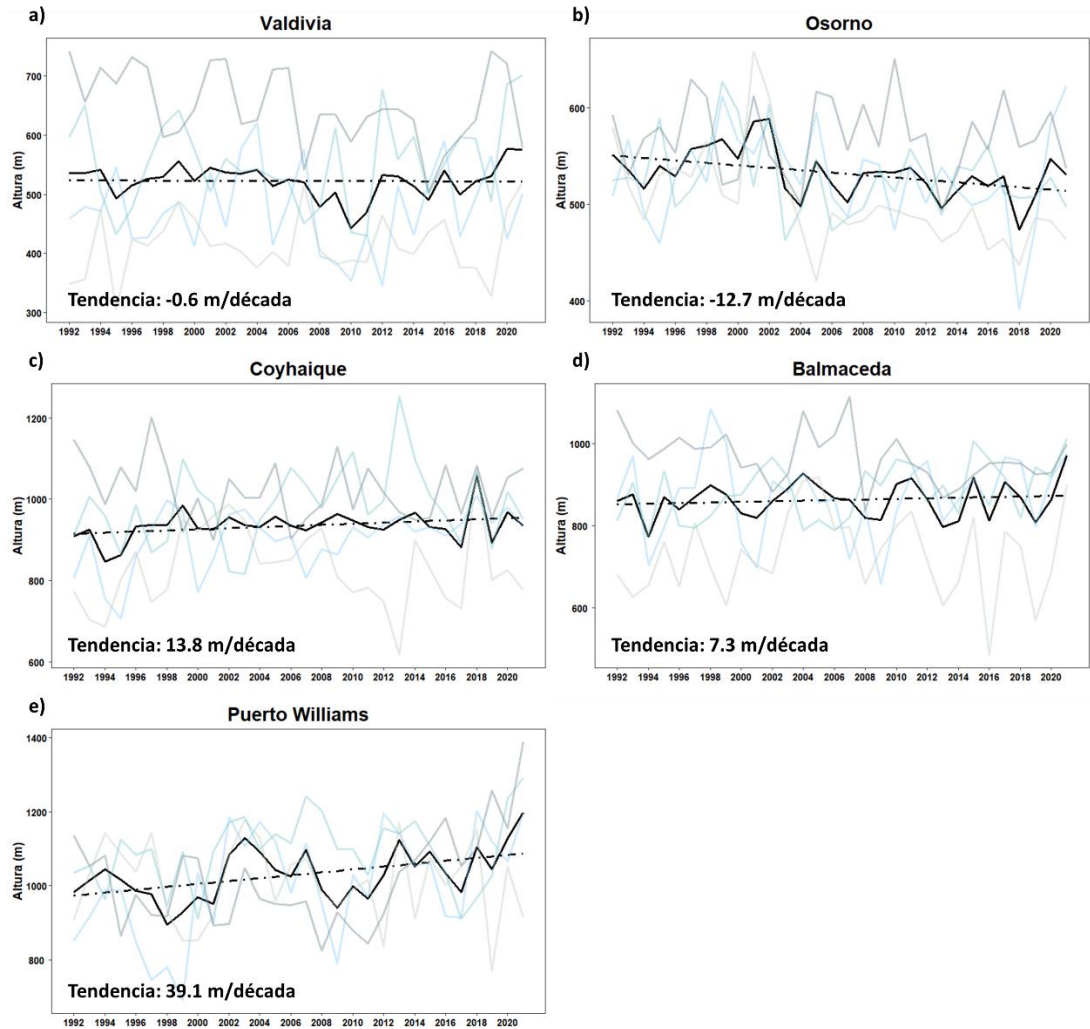 a)
Valdivia
Altura (m)
700
600
500
400
300
Tendencia: -0.6 m/década
1992 1994 1996 1998 2000 2002 2004 2006 2008 2010 2012 2014 2016 2018 2020
b)
Osorno
Altura (m)
600
500
400
Tendencia: -12.7 m/década
1992 1994 1996 1998 2000 2002 2004 2006 2008 2010 2012 2014 2016 2018 2020
c)
Coyhaique
Altura (m)
1200
1000
800
600
Tendencia: 13.8 m/década
1992 1994 1996 1998 2000 2002 2004 2006 2008 2010 2012 2014 2016 2018 2020
d)
Balmaceda
Altura (m)
1000
800
600
Tendencia: 7.3 m/década
1992 1994 1996 1998 2000 2002 2004 2006 2008 2010 2012 2014 2016 2018 2020
e)
Puerto Williams
Altura (m)
1400
1200
1000
800
Tendencia: 39.1 m/década
1992 1994 1996 1998 2000 2002 2004 2006 2008 2010 2012 2014 2016 2018 2020